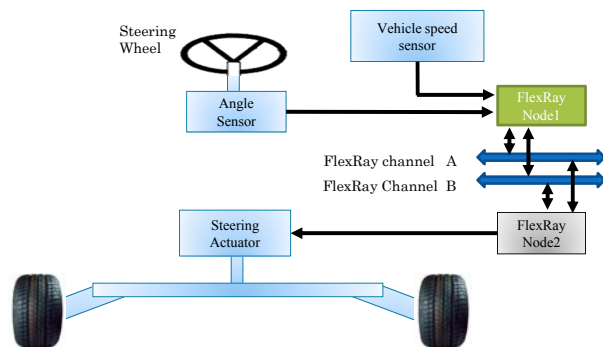 Steering
Wheel
Vehicle speed
sensor
Angle
Sensor
FlexRay
Node1
FlexRay channel A
FlexRay Channel B
Steering
Actuator
FlexRay
Node2